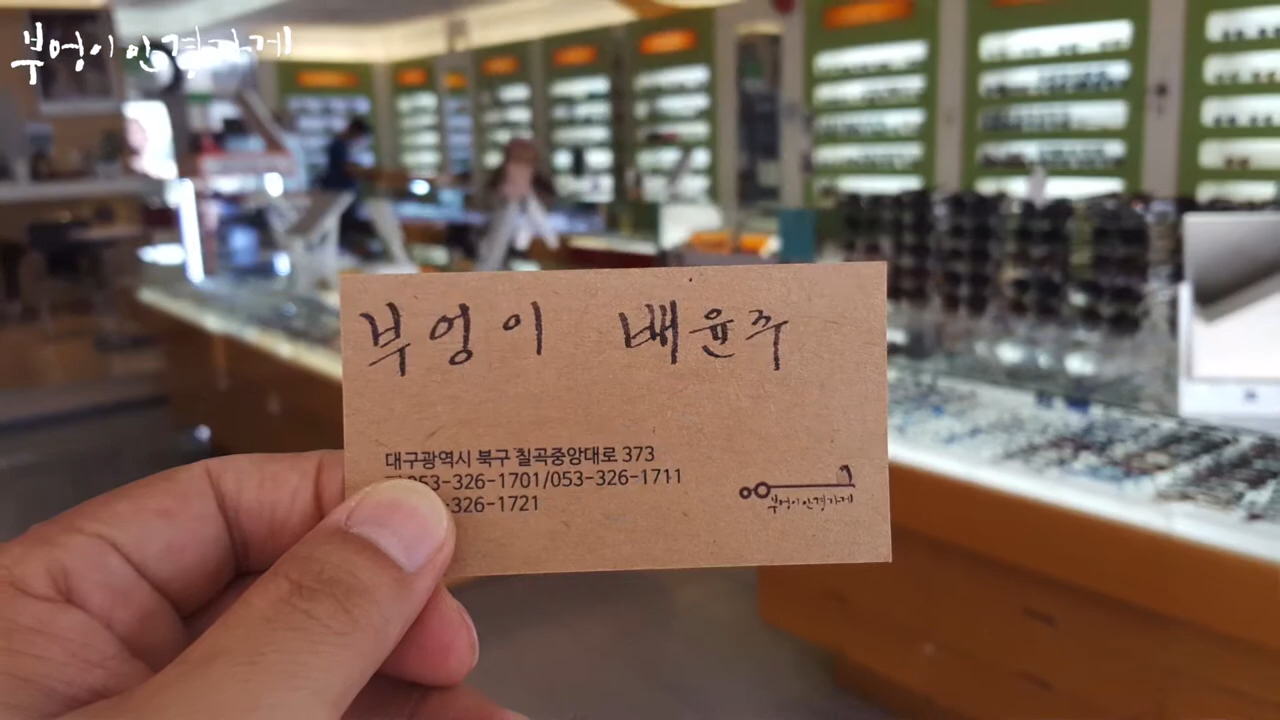 부엉이안경가게
부엉이 배윤주
대구광역시 북구 칠곡중앙대로 373
053-326-1701/053-326-1711
-326-1721
부엉이안경가게